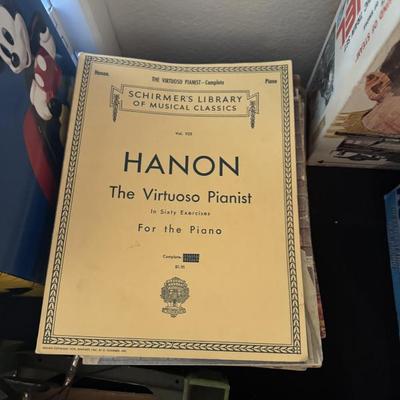 Hanon. THE VIRTUOSO PIANIST—Complete Piano
SCHIRMER'S LIBRARY
OF MUSICAL CLASSICS
Vol. 925
HANON
The Virtuoso Pianist
In Sixty Exercises
For the Piano
Complete